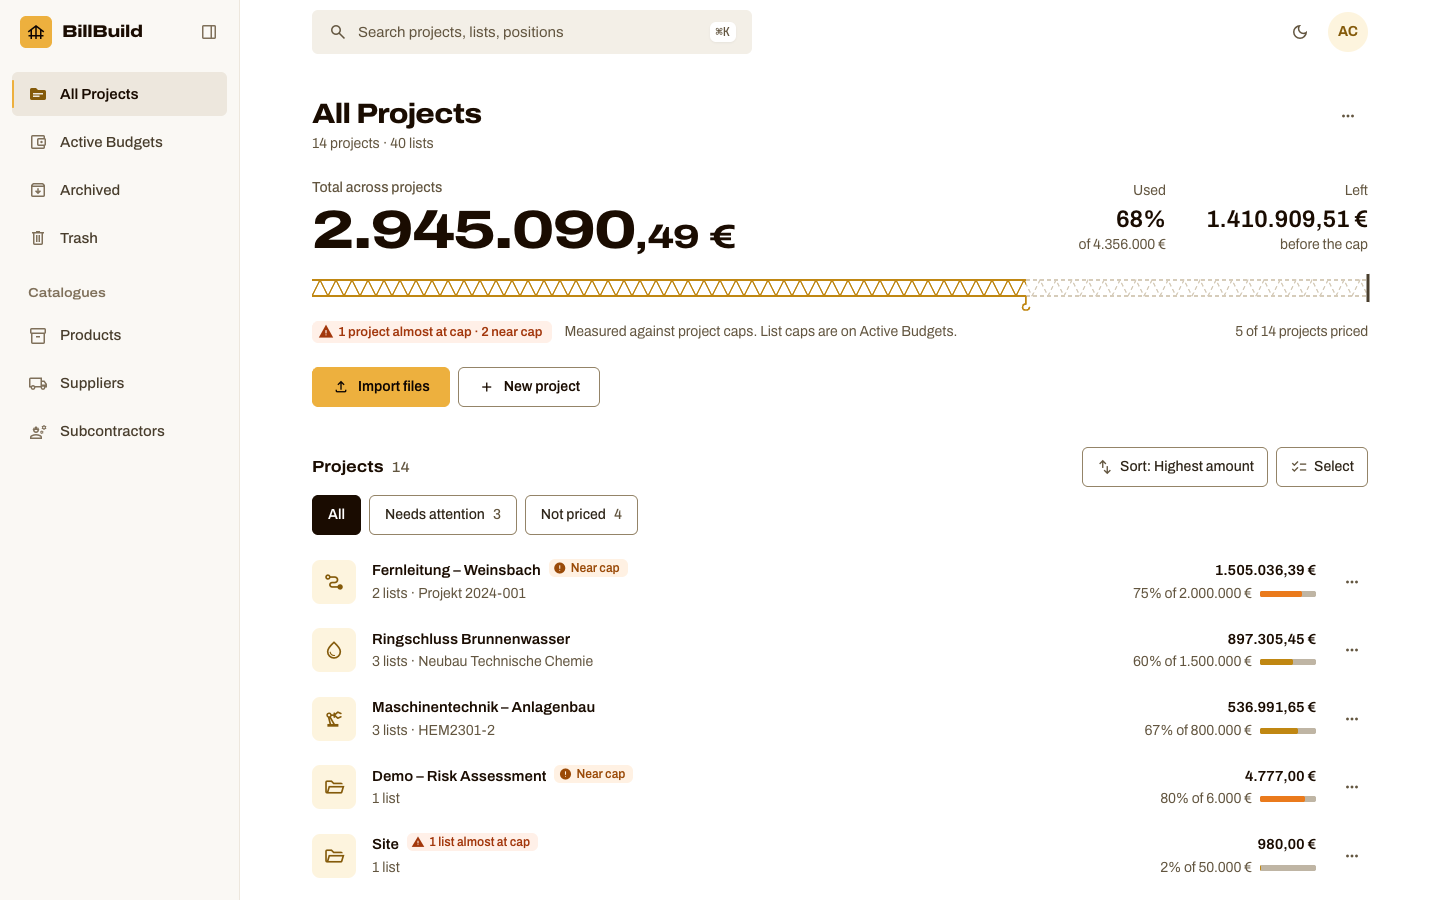 BillBuild
Search projects, lists, positions ⌘K
AC
All Projects
Active Budgets
Archived
Trash
Catalogues
Products
Suppliers
Subcontractors
All Projects
14 projects · 40 lists
Total across projects
2.945.090,49 €
Used
68%
of 4.356.000 €
Left
1.410.909,51 €
before the cap
1 project almost at cap · 2 near cap
Measured against project caps. List caps are on Active Budgets.
5 of 14 projects priced
Import files
New project
Projects 14
Sort: Highest amount
Select
All
Needs attention 3
Not priced 4
Fernleitung – Weinsbach Near cap
2 lists · Projekt 2024-001
1.505.036,39 €
75% of 2.000.000 €
Ringschluss Brunnenwasser
3 lists · Neubau Technische Chemie
897.305,45 €
60% of 1.500.000 €
Maschinentechnik – Anlagenbau
3 lists · HEM2301-2
536.991,65 €
67% of 800.000 €
Demo – Risk Assessment Near cap
1 list
4.777,00 €
80% of 6.000 €
Site 1 list almost at cap
1 list
980,00 €
2% of 50.000 €